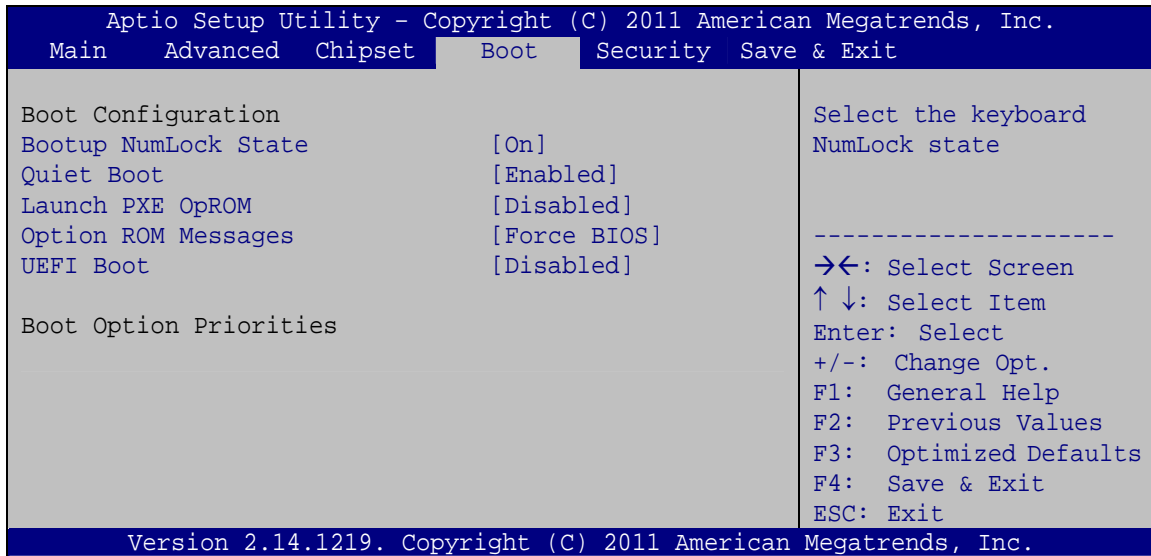 Aptio Setup Utility – Copyright (C) 2011 American Megatrends, Inc.
Main Advanced Chipset Boot Security Save & Exit
Boot Configuration
Bootup NumLock State [On]
Quiet Boot [Enabled]
Launch PXE OpROM [Disabled]
Option ROM Messages [Force BIOS]
UEFI Boot [Disabled]
Boot Option Priorities
Select the keyboard
NumLock state
---------------------
→←: Select Screen
↑ ↓: Select Item
Enter: Select
+/-: Change Opt.
F1: General Help
F2: Previous Values
F3: Optimized Defaults
F4: Save & Exit
ESC: Exit
Version 2.14.1219. Copyright (C) 2011 American Megatrends, Inc.